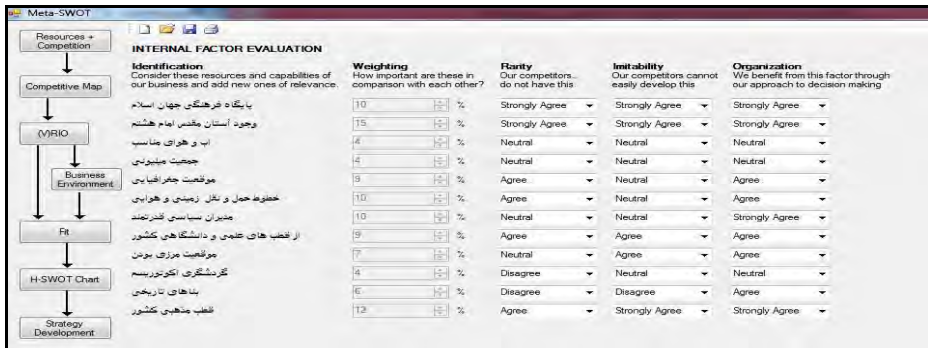 Meta-SWOT
Resources + Competition
Competitive Map
(V)RIO
Business Environment
Fit
H-SWOT Chart
Strategy Development
INTERNAL FACTOR EVALUATION
Identification Weighting Rarity Imitability Organization
Consider these resources and capabilities of How important are these in Our competitors... Our competitors cannot We benefit from this factor through
our business and add new ones of relevance. comparison with each other? do not have this easily develop this our approach to decision making
پایگاه فرهنگی جهان اسلام 10 % Strongly Agree Strongly Agree Strongly Agree
وجود آستان مقدس امام هشتم 15 % Strongly Agree Strongly Agree Strongly Agree
اب و هوای مناسب 4 % Neutral Neutral Neutral
جمعیت میلیونی 4 % Neutral Neutral Neutral
موقعیت جغرافیایی 9 % Agree Neutral Agree
خطوط حمل و نقل زمینی و هوایی 10 % Agree Neutral Agree
مدیران سیاسی قدرتمند 10 % Neutral Neutral Strongly Agree
از قطب های علمی و دانشگاهی کشور 9 % Agree Agree Agree
موقعیت مرزی بودن 7 % Neutral Agree Agree
گردشگری اکوتوریسم 4 % Disagree Neutral Neutral
بناهای تاریخی 6 % Disagree Disagree Agree
قطب مذهبی کشور 12 % Agree Strongly Agree Strongly Agree